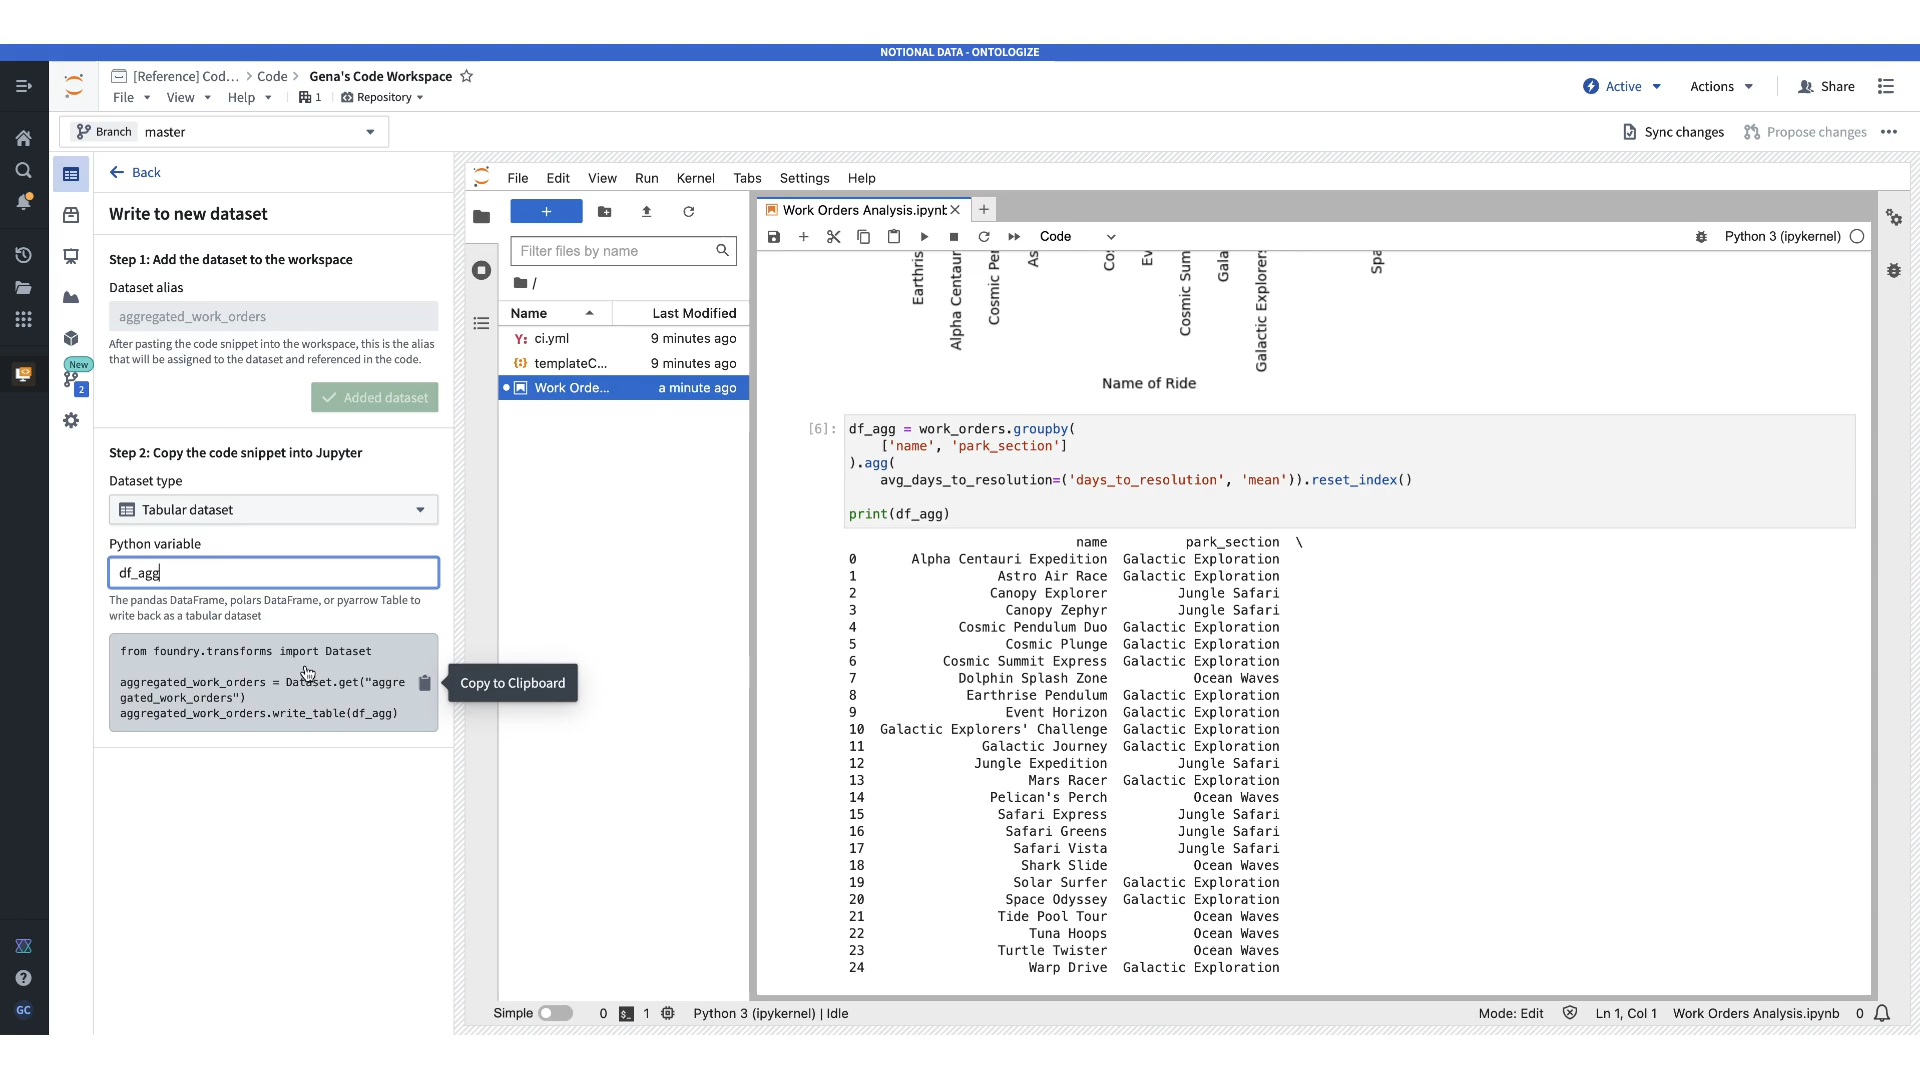 NOTIONAL DATA - ONTOLOGIZE
[Reference] Cod... > Code > Gena's Code Workspace
File View Help 1 Repository
Active Actions Share
Branch master
Sync changes Propose changes
Back
Write to new dataset
Step 1: Add the dataset to the workspace
Dataset alias
aggregated_work_orders
After pasting the code snippet into the workspace, this is the alias
that will be assigned to the dataset and referenced in the code.
Added dataset
New
2
Step 2: Copy the code snippet into Jupyter
Dataset type
Tabular dataset
Python variable
df_agg
The pandas DataFrame, polars DataFrame, or pyarrow Table to
write back as a tabular dataset
from foundry.transforms import Dataset
aggregated_work_orders = Dataset.get("aggre
gated_work_orders")
aggregated_work_orders.write_table(df_agg)
Copy to Clipboard
GC
File Edit View Run Kernel Tabs Settings Help
+
Filter files by name
/
Name Last Modified
Y: ci.yml 9 minutes ago
templateC... 9 minutes ago
Work Orde... a minute ago
Work Orders Analysis.ipynb
Code
Python 3 (ipykernel)
Earthris
Alpha Centaur
Cosmic Per
As
Co
Ev
Cosmic Sum
Gala
Galactic Explorers
Spa
Name of Ride
[6]: df_agg = work_orders.groupby(
['name', 'park_section']
).agg(
avg_days_to_resolution=('days_to_resolution', 'mean')).reset_index()
print(df_agg)
name park_section \
0 Alpha Centauri Expedition Galactic Exploration
1 Astro Air Race Galactic Exploration
2 Canopy Explorer Jungle Safari
3 Canopy Zephyr Jungle Safari
4 Cosmic Pendulum Duo Galactic Exploration
5 Cosmic Plunge Galactic Exploration
6 Cosmic Summit Express Galactic Exploration
7 Dolphin Splash Zone Ocean Waves
8 Earthrise Pendulum Galactic Exploration
9 Event Horizon Galactic Exploration
10 Galactic Explorers' Challenge Galactic Exploration
11 Galactic Journey Galactic Exploration
12 Jungle Expedition Jungle Safari
13 Mars Racer Galactic Exploration
14 Pelican's Perch Ocean Waves
15 Safari Express Jungle Safari
16 Safari Greens Jungle Safari
17 Safari Vista Jungle Safari
18 Shark Slide Ocean Waves
19 Solar Surfer Galactic Exploration
20 Space Odyssey Galactic Exploration
21 Tide Pool Tour Ocean Waves
22 Tuna Hoops Ocean Waves
23 Turtle Twister Ocean Waves
24 Warp Drive Galactic Exploration
Simple 0 1 Python 3 (ipykernel) | Idle
Mode: Edit Ln 1, Col 1 Work Orders Analysis.ipynb 0